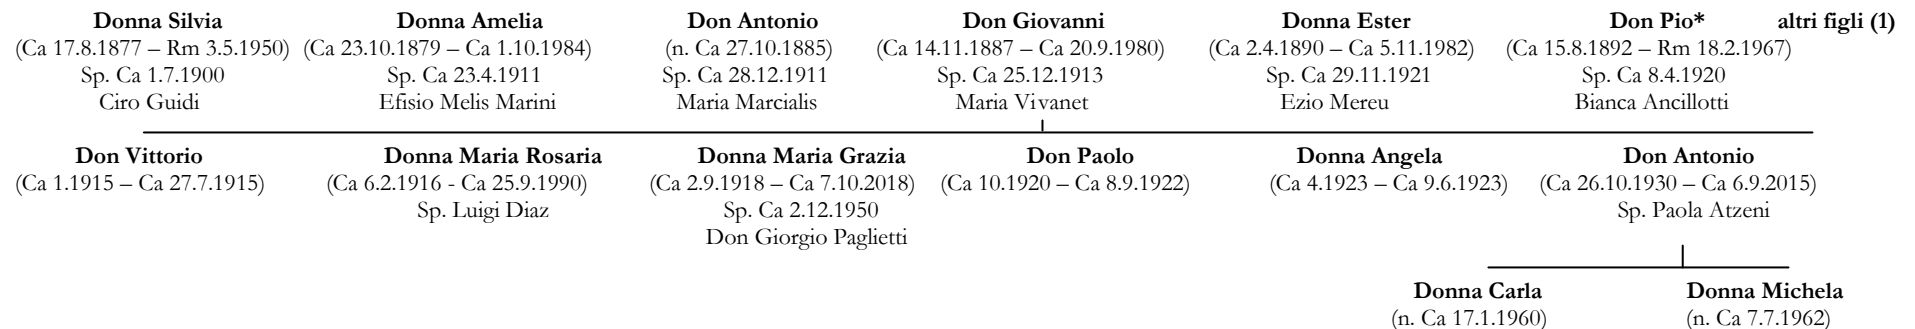 Donna Silvia Donna Amelia Don Antonio Don Giovanni Donna Ester Don Pio* altri figli (1)
(Ca 17.8.1877 – Rm 3.5.1950) (Ca 23.10.1879 – Ca 1.10.1984) (n. Ca 27.10.1885) (Ca 14.11.1887 – Ca 20.9.1980) (Ca 2.4.1890 – Ca 5.11.1982) (Ca 15.8.1892 – Rm 18.2.1967)
Sp. Ca 1.7.1900 Sp. Ca 23.4.1911 Sp. Ca 28.12.1911 Sp. Ca 25.12.1913 Sp. Ca 29.11.1921 Sp. Ca 8.4.1920
Ciro Guidi Efisio Melis Marini Maria Marcialis Maria Vivanet Ezio Mereu Bianca Ancillotti
Don Vittorio Donna Maria Rosaria Donna Maria Grazia Don Paolo Donna Angela Don Antonio
(Ca 1.1915 – Ca 27.7.1915) (Ca 6.2.1916 - Ca 25.9.1990) (Ca 2.9.1918 – Ca 7.10.2018) (Ca 10.1920 – Ca 8.9.1922) (Ca 4.1923 – Ca 9.6.1923) (Ca 26.10.1930 – Ca 6.9.2015)
Sp. Luigi Diaz Sp. Ca 2.12.1950 Sp. Paola Atzeni
Don Giorgio Paglietti
Donna Carla Donna Michela
(n. Ca 17.1.1960) (n. Ca 7.7.1962)